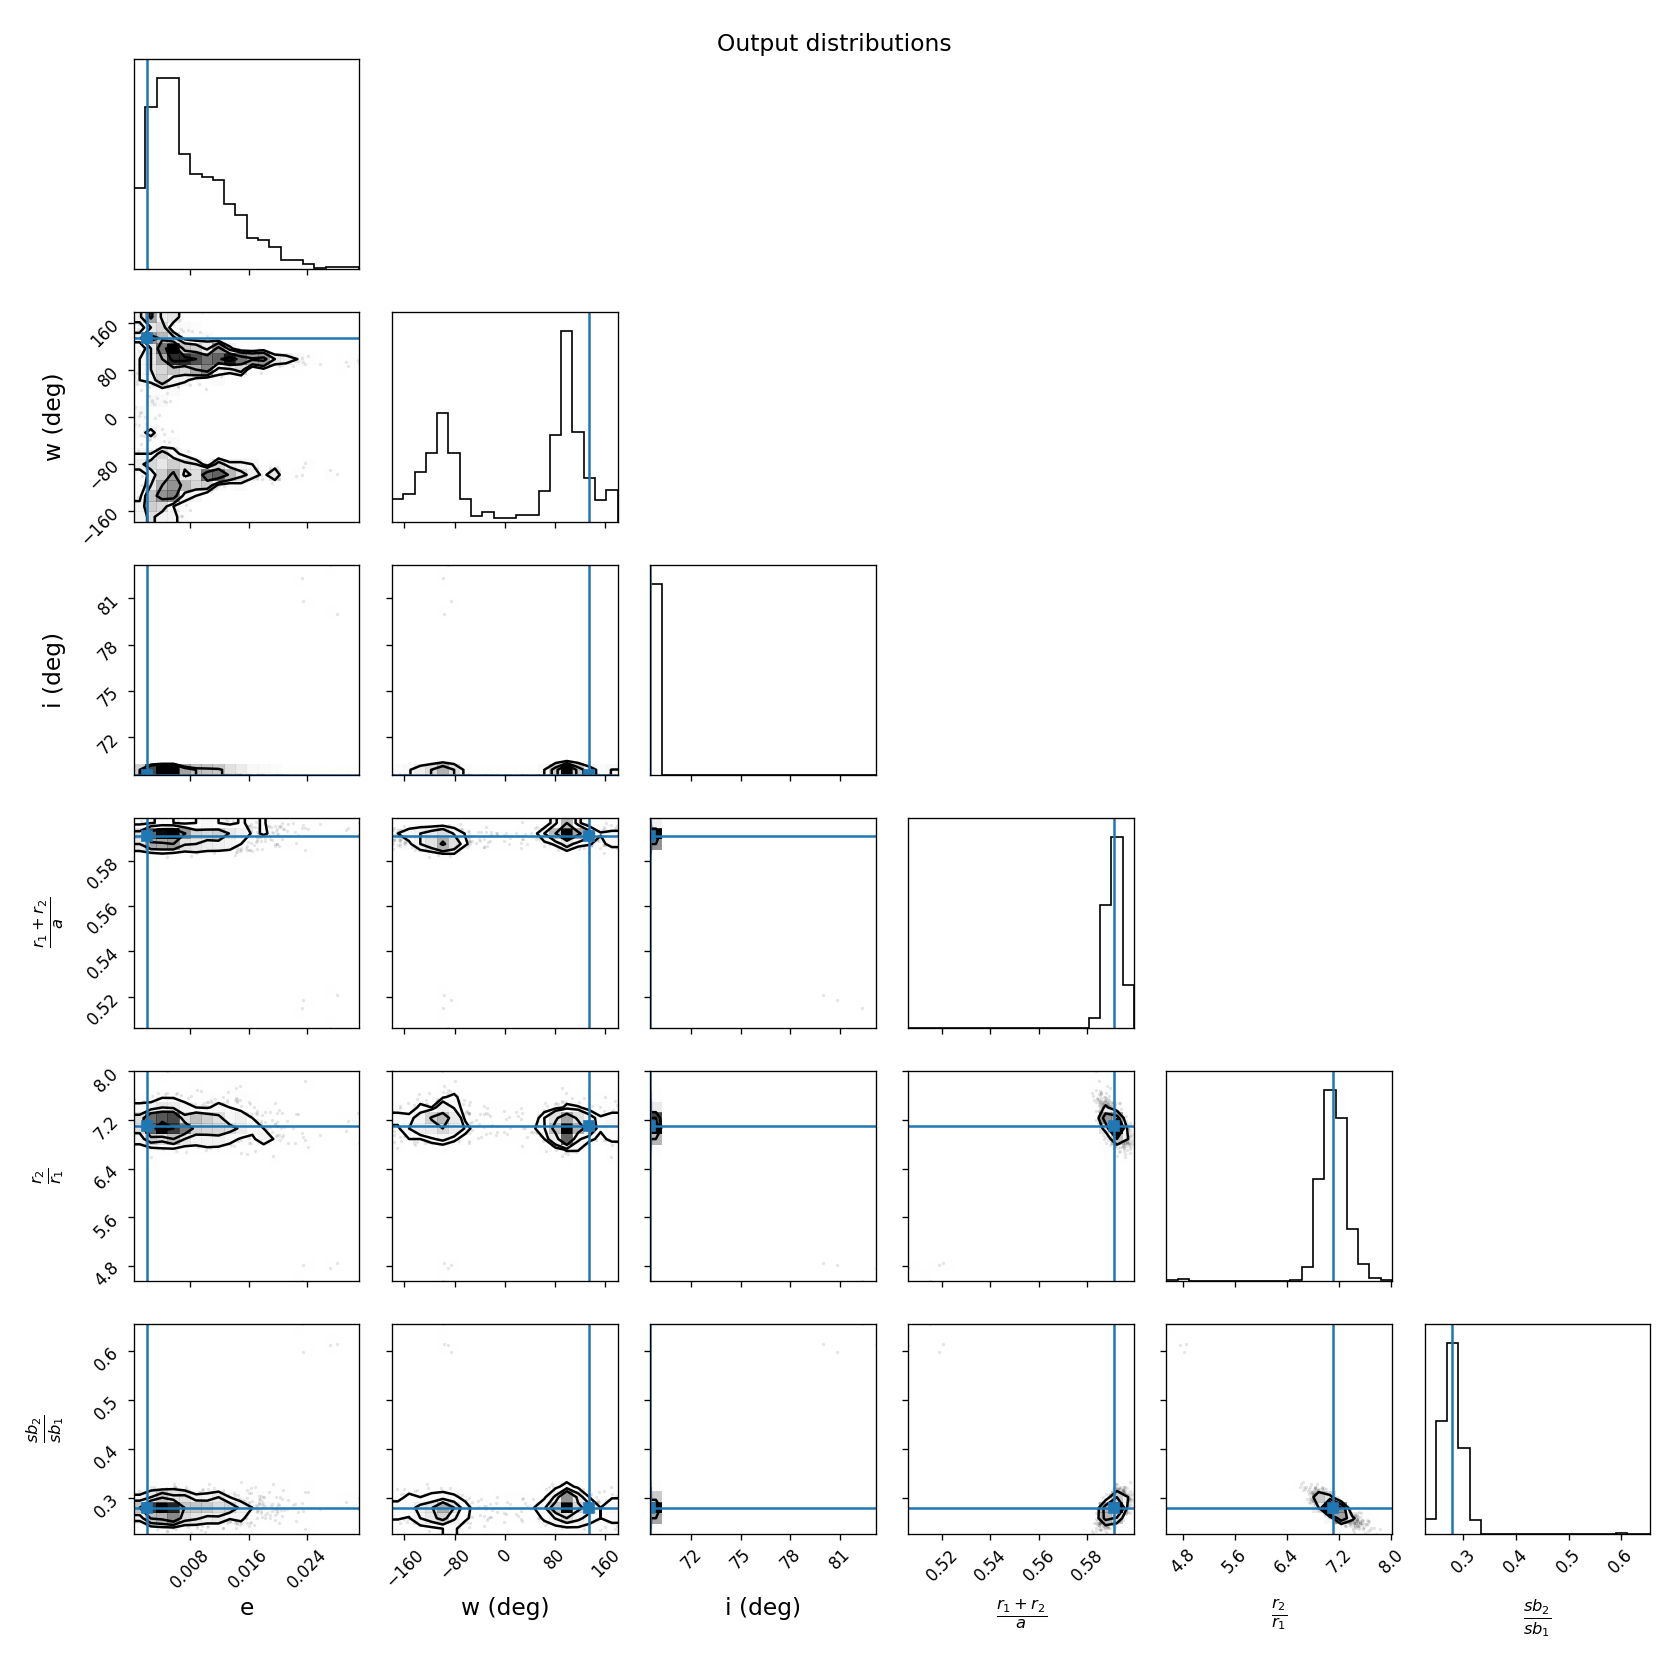 Output distributions
w (deg)
160
80
0
−80
−160
i (deg)
81
78
75
72
r₁ + r₂
a
0.58
0.56
0.54
0.52
r₂
r₁
8.0
7.2
6.4
5.6
4.8
sb₂
sb₁
0.6
0.5
0.4
0.3
0.008 0.016 0.024
−160 −80 0 80 160
72 75 78 81
0.52 0.54 0.56 0.58
4.8 5.6 6.4 7.2 8.0
0.3 0.4 0.5 0.6
e
w (deg)
i (deg)
r₁ + r₂
a
r₂
r₁
sb₂
sb₁